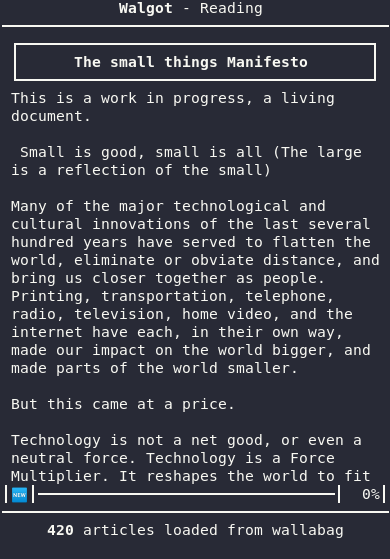 Walgot - Reading
The small things Manifesto
This is a work in progress, a living
document.
Small is good, small is all (The large
is a reflection of the small)
Many of the major technological and
cultural innovations of the last several
hundred years have served to flatten the
world, eliminate or obviate distance, and
bring us closer together as people.
Printing, transportation, telephone,
radio, television, home video, and the
internet have each, in their own way,
made our impact on the world bigger, and
made parts of the world smaller.
But this came at a price.
Technology is not a net good, or even a
neutral force. Technology is a Force
Multiplier. It reshapes the world to fit
NEW 0%
420 articles loaded from wallabag